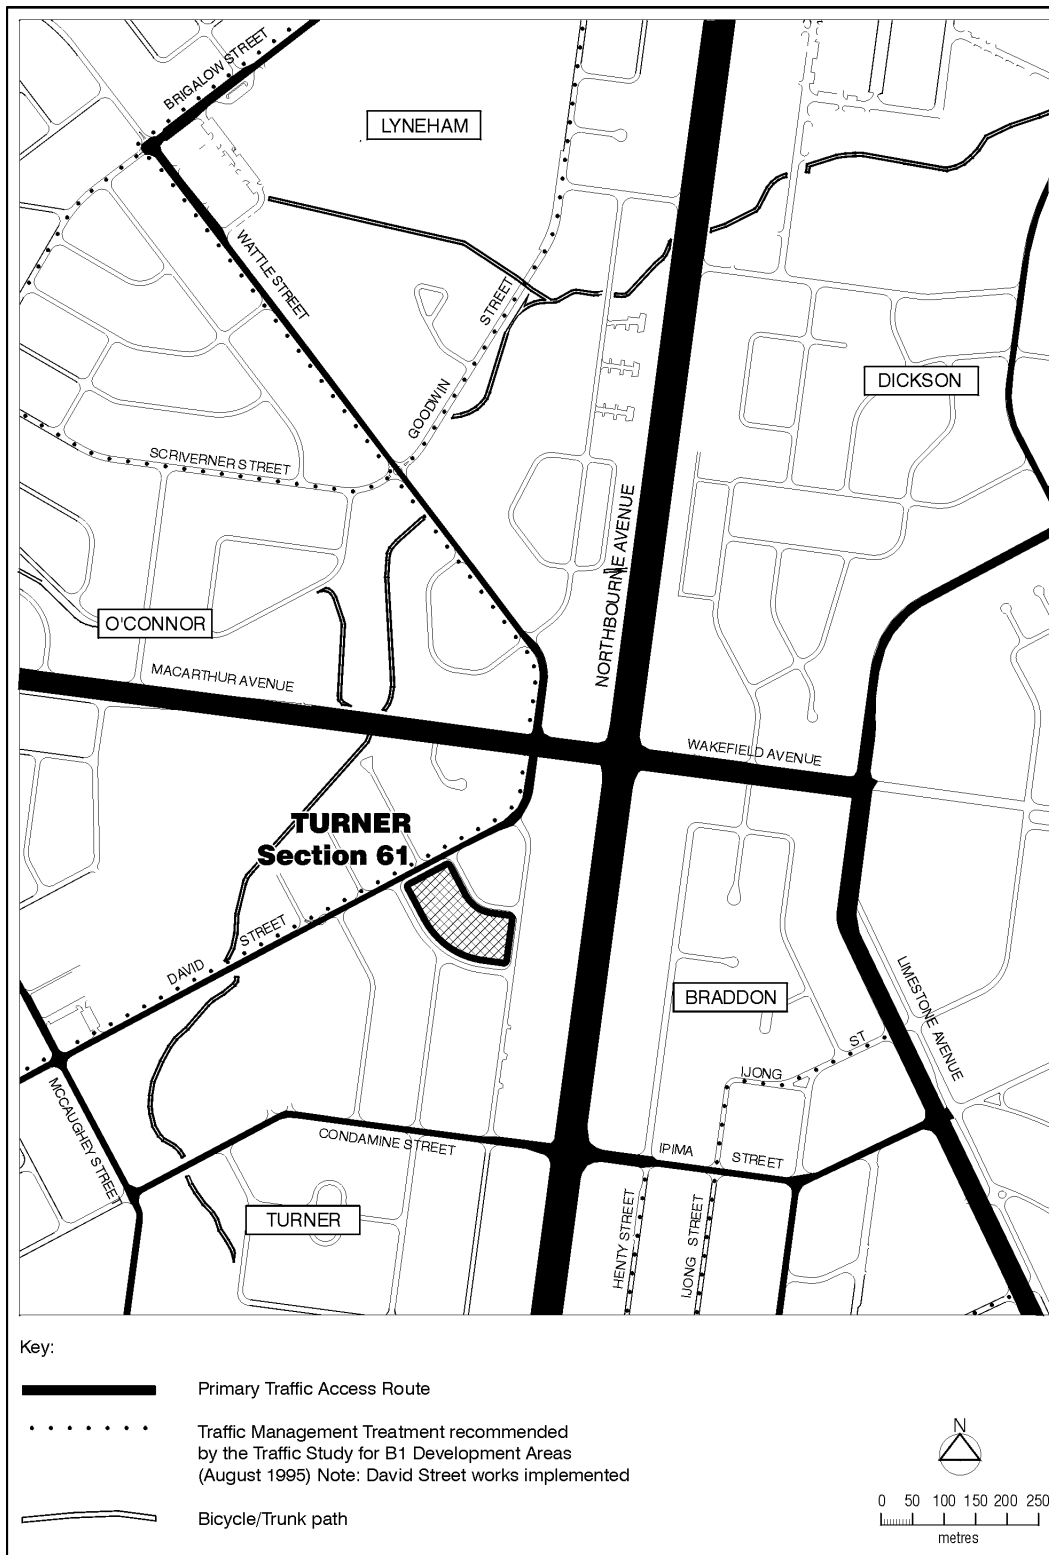 BRIGALOW STREET
LYNEHAM
WATTLE STREET
GOODWIN STREET
DICKSON
SCRIVERNER STREET
NORTHBOURNE AVENUE
O'CONNOR
MACARTHUR AVENUE
WAKEFIELD AVENUE
TURNER
Section 61
DAVID STREET
LIMESTONE AVENUE
BRADDON
IJONG ST
MCCAUGHEY STREET
CONDAMINE STREET
IPIMA STREET
TURNER
HENTY STREET
IJONG STREET
Key:
Primary Traffic Access Route
Traffic Management Treatment recommended
by the Traffic Study for B1 Development Areas
(August 1995) Note: David Street works implemented
Bicycle/Trunk path
N
0 50 100 150 200 250
metres